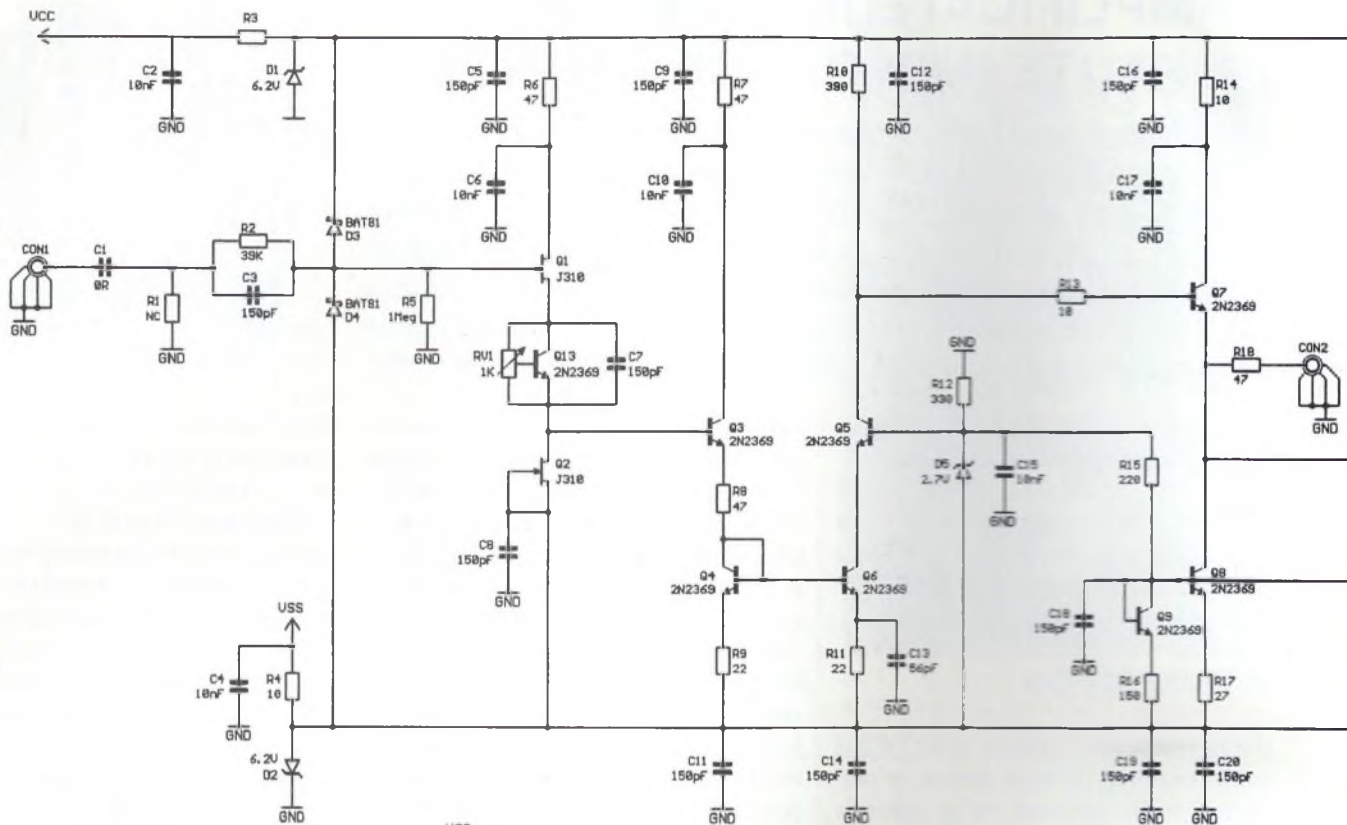 VCC
R3
C2
10nF
GND
D1
6.2V
C5
150pF
GND
R6
47
C9
150pF
GND
R7
47
R10
390
C12
150pF
GND
C16
150pF
GND
R14
10
C6
10nF
GND
C10
10nF
GND
C17
10nF
GND
CON1
GND
C1
0R
R1
NC
GND
R2
39K
C3
150pF
BAT81
D3
BAT81
D4
R5
1Meg
GND
Q1
J310
RV1
1K
Q13
2N2369
C7
150pF
R13
10
Q7
2N2369
R18
47
CON2
GND
GND
R12
330
Q3
2N2369
Q5
2N2369
D5
2.7V
C15
10nF
GND
R15
220
Q2
J310
C8
150pF
GND
R8
47
Q4
2N2369
Q6
2N2369
C18
150pF
GND
Q9
2N2369
Q8
2N2369
VSS
C4
10nF
GND
R4
10
R9
22
R11
22
C13
56pF
GND
R16
150
R17
27
6.2V
D2
GND
C11
150pF
GND
C14
150pF
GND
C19
150pF
GND
C20
150pF
GND